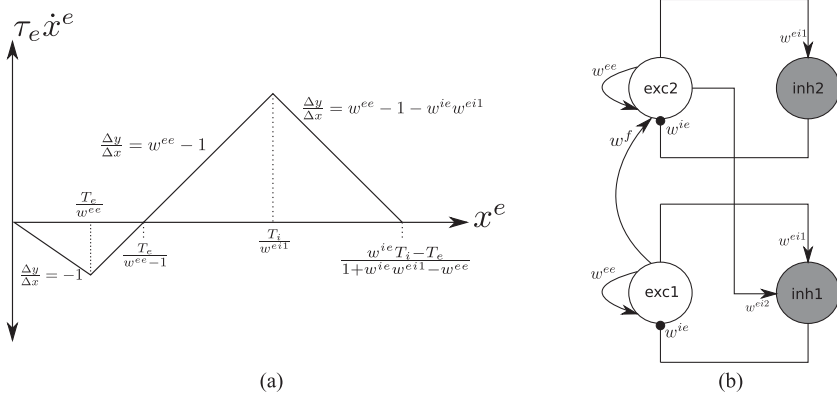 τ_e ẋ^e
Δy/Δx = w^{ee} − 1 − w^{ie}w^{ei1}
Δy/Δx = w^{ee} − 1
T_e/w^{ee}
x^e
Δy/Δx = −1
T_e/w^{ee}−1
T_i/w^{ei1}
w^{ie}T_i−T_e/1+w^{ie}w^{ei1}−w^{ee}
(a)
w^{ei1}
w^{ee}
exc2
inh2
w^{ie}
w^f
w^{ei1}
w^{ee}
exc1
inh1
w^{ei2}
w^{ie}
(b)